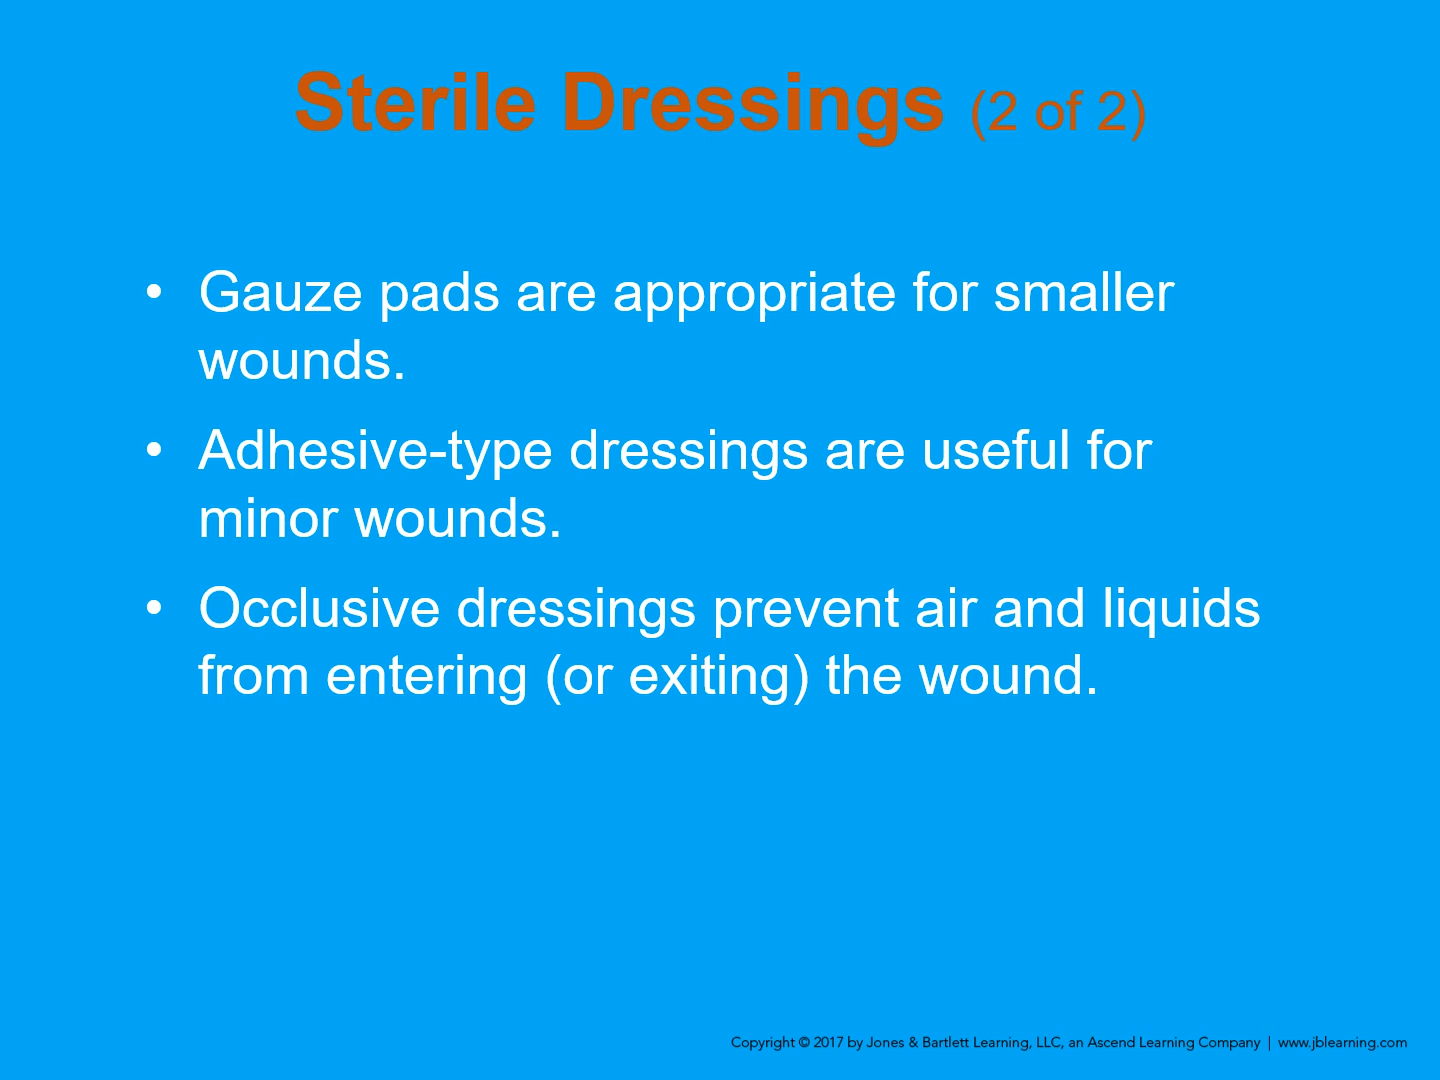 Sterile Dressings (2 of 2)
• Gauze pads are appropriate for smaller
wounds.
• Adhesive-type dressings are useful for
minor wounds.
• Occlusive dressings prevent air and liquids
from entering (or exiting) the wound.
Copyright © 2017 by Jones & Bartlett Learning, LLC, an Ascend Learning Company | www.jblearning.com